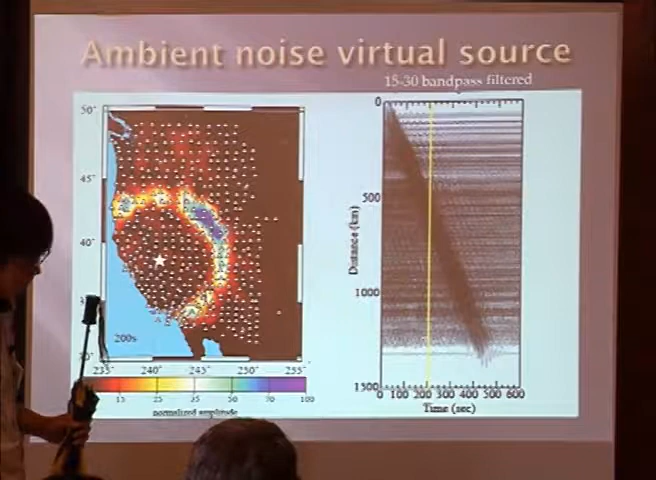 Ambient noise virtual source
15-30 bandpass filtered
50°
45°
40°
200s
235° 240° 245° 250° 255°
15 25 35 50 70 100
normalized amplitude
0
500
1000
1500
Distance (km)
0 100 200 300 400 500 600
Time (sec)